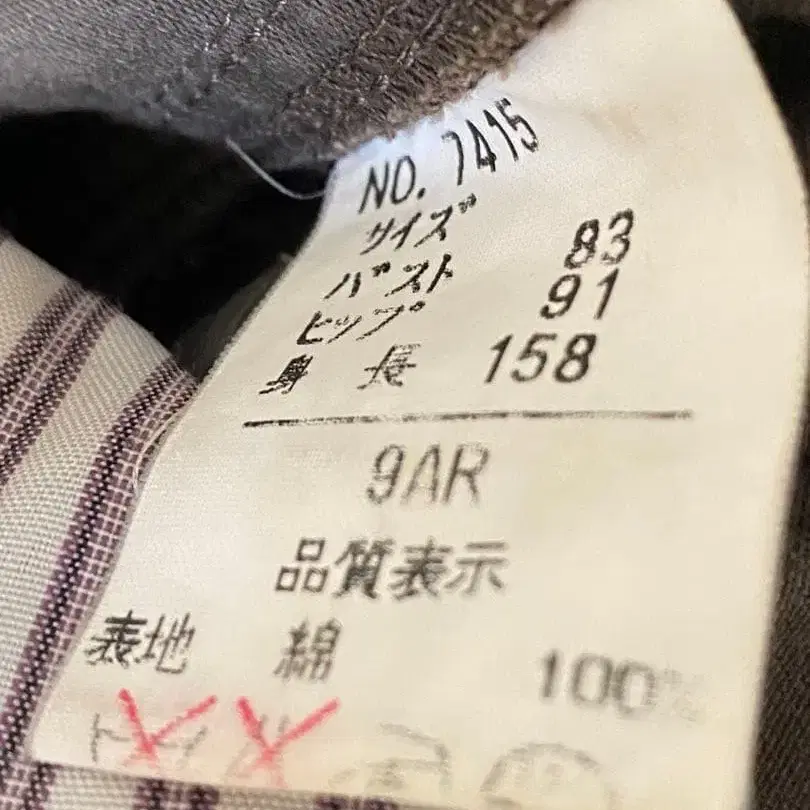 NO. 7415
サイズ
バスト 83
ヒップ 91
身長 158
9AR
品質表示
表地 綿 100%